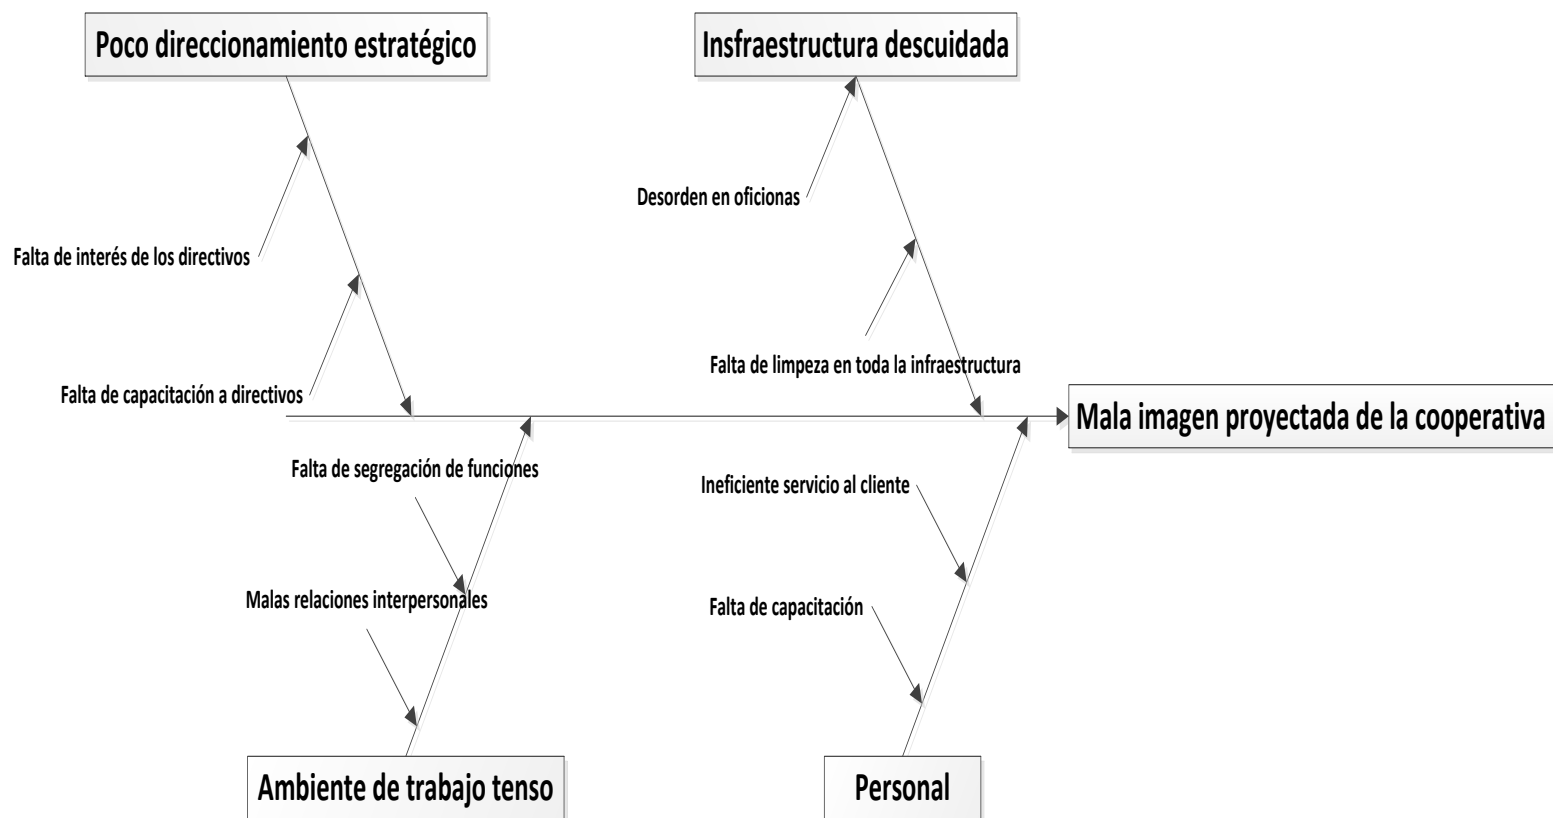 Poco direccionamiento estratégico
Insfraestructura descuidada
Desorden en oficionas
Falta de interés de los directivos
Falta de limpeza en toda la infraestructura
Falta de capacitación a directivos
Mala imagen proyectada de la cooperativa
Falta de segregación de funciones
Ineficiente servicio al cliente
Malas relaciones interpersonales
Falta de capacitación
Ambiente de trabajo tenso
Personal